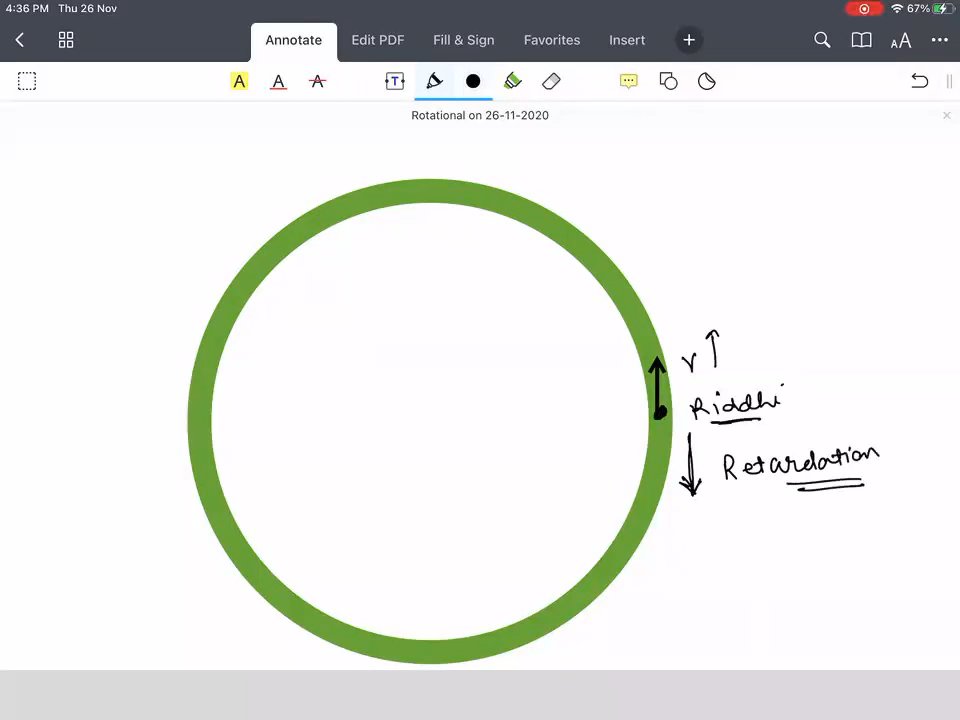 4:36 PM Thu 26 Nov
67%
Annotate Edit PDF Fill & Sign Favorites Insert
AA
A A A T
Rotational on 26-11-2020
v ↑
Riddhi
Retardation